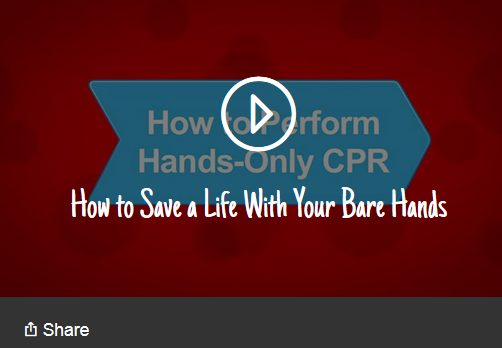 How to Perform
Hands-Only CPR
How to Save a Life With Your Bare Hands
Share